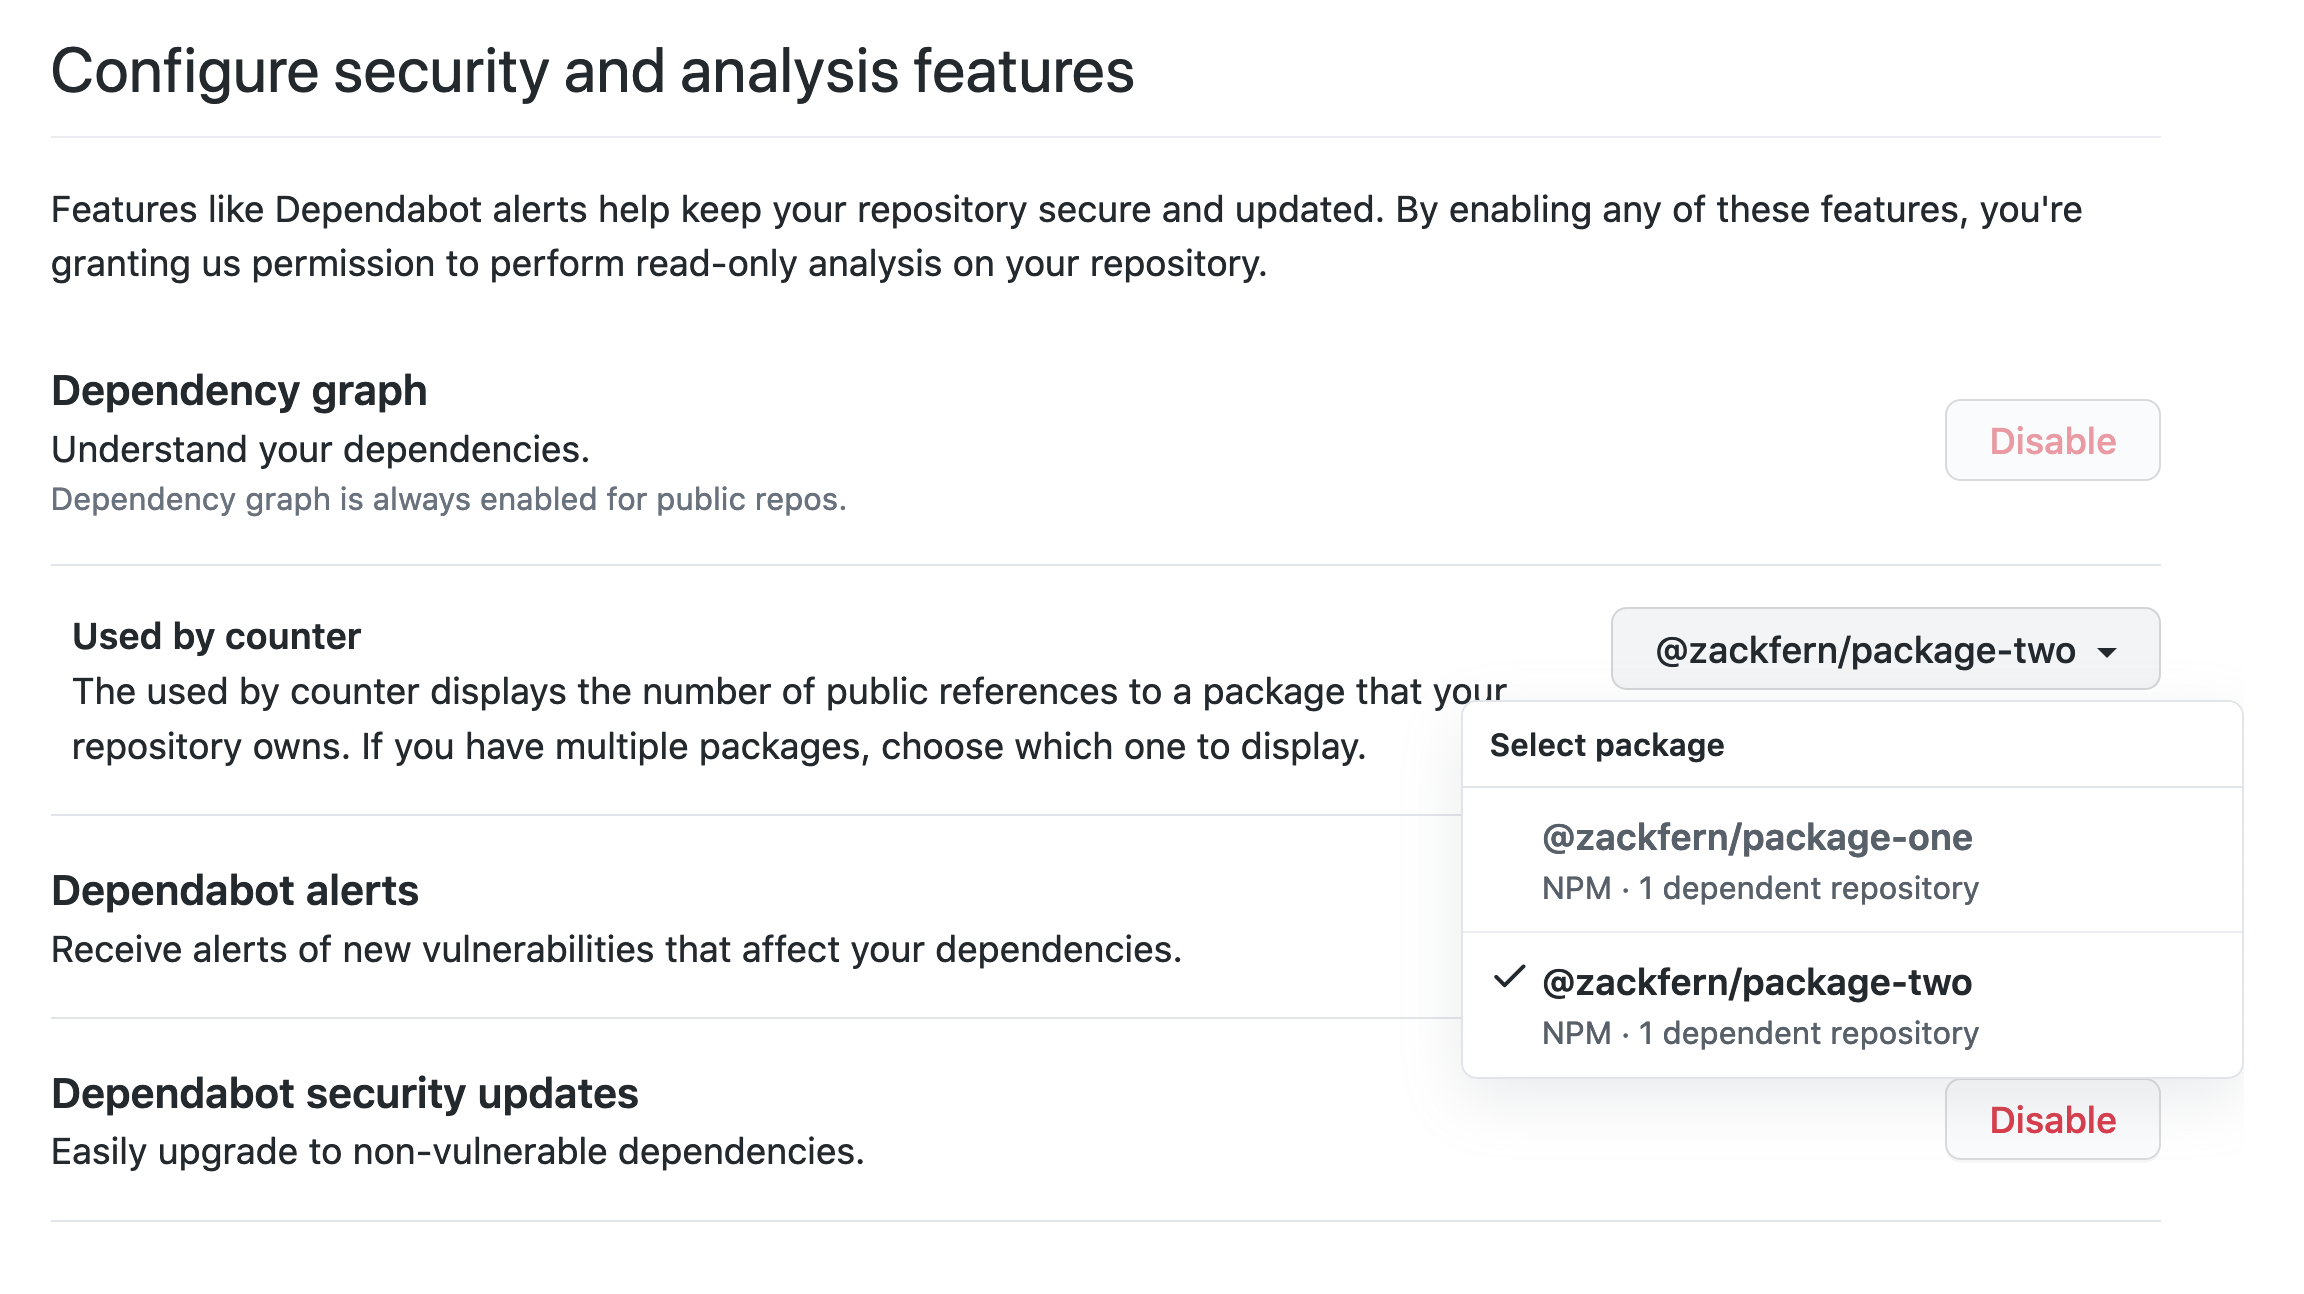 Configure security and analysis features
Features like Dependabot alerts help keep your repository secure and updated. By enabling any of these features, you're
granting us permission to perform read-only analysis on your repository.
Dependency graph
Understand your dependencies.
Dependency graph is always enabled for public repos.
Disable
Used by counter
The used by counter displays the number of public references to a package that your
repository owns. If you have multiple packages, choose which one to display.
@zackfern/package-two
Select package
@zackfern/package-one
NPM · 1 dependent repository
@zackfern/package-two
NPM · 1 dependent repository
Dependabot alerts
Receive alerts of new vulnerabilities that affect your dependencies.
Dependabot security updates
Easily upgrade to non-vulnerable dependencies.
Disable